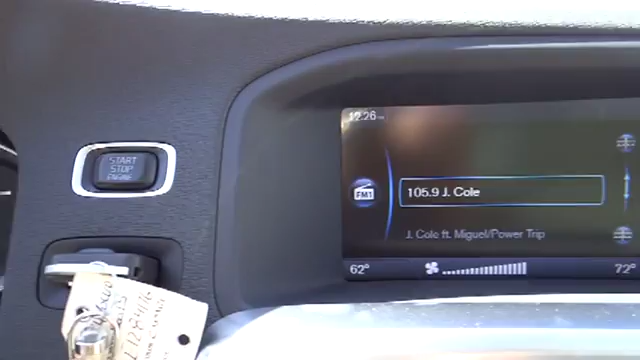 12:26
START
STOP
ENGINE
FM1
105.9 J. Cole
J. Cole ft. Miguel/Power Trip
62°
72°